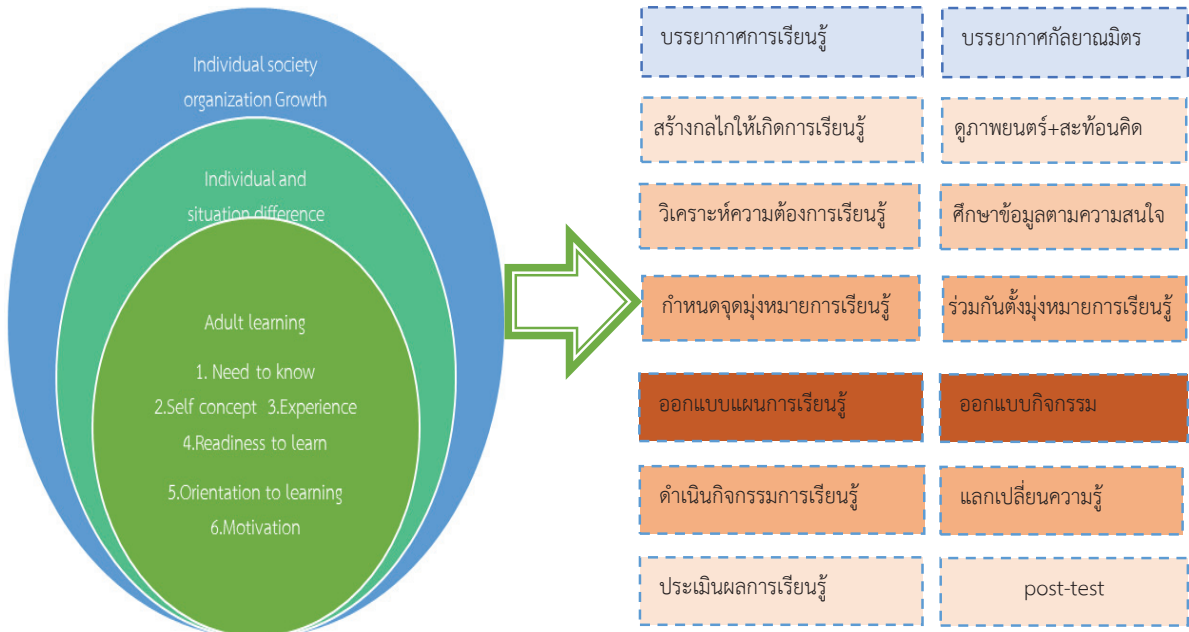 Individual society
organization Growth
Individual and
situation difference
Adult learning
1. Need to know
2.Self concept 3.Experience
4.Readiness to learn
5.Orientation to learning
6.Motivation
บรรยากาศการเรียนรู้
บรรยากาศกัลยาณมิตร
สร้างกลไกให้เกิดการเรียนรู้
ดูภาพยนตร์+สะท้อนคิด
วิเคราะห์ความต้องการเรียนรู้
ศึกษาข้อมูลตามความสนใจ
กำหนดจุดมุ่งหมายการเรียนรู้
ร่วมกันตั้งมุ่งหมายการเรียนรู้
ออกแบบแผนการเรียนรู้
ออกแบบกิจกรรม
ดำเนินกิจกรรมการเรียนรู้
แลกเปลี่ยนความรู้
ประเมินผลการเรียนรู้
post-test